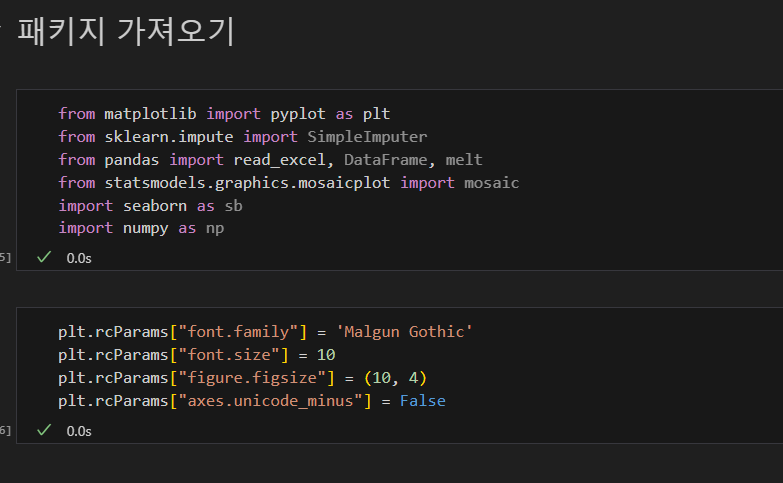 패키지 가져오기
from matplotlib import pyplot as plt
from sklearn.impute import SimpleImputer
from pandas import read_excel, DataFrame, melt
from statsmodels.graphics.mosaicplot import mosaic
import seaborn as sb
import numpy as np
5]
0.0s
plt.rcParams["font.family"] = 'Malgun Gothic'
plt.rcParams["font.size"] = 10
plt.rcParams["figure.figsize"] = (10, 4)
plt.rcParams["axes.unicode_minus"] = False
6]
0.0s